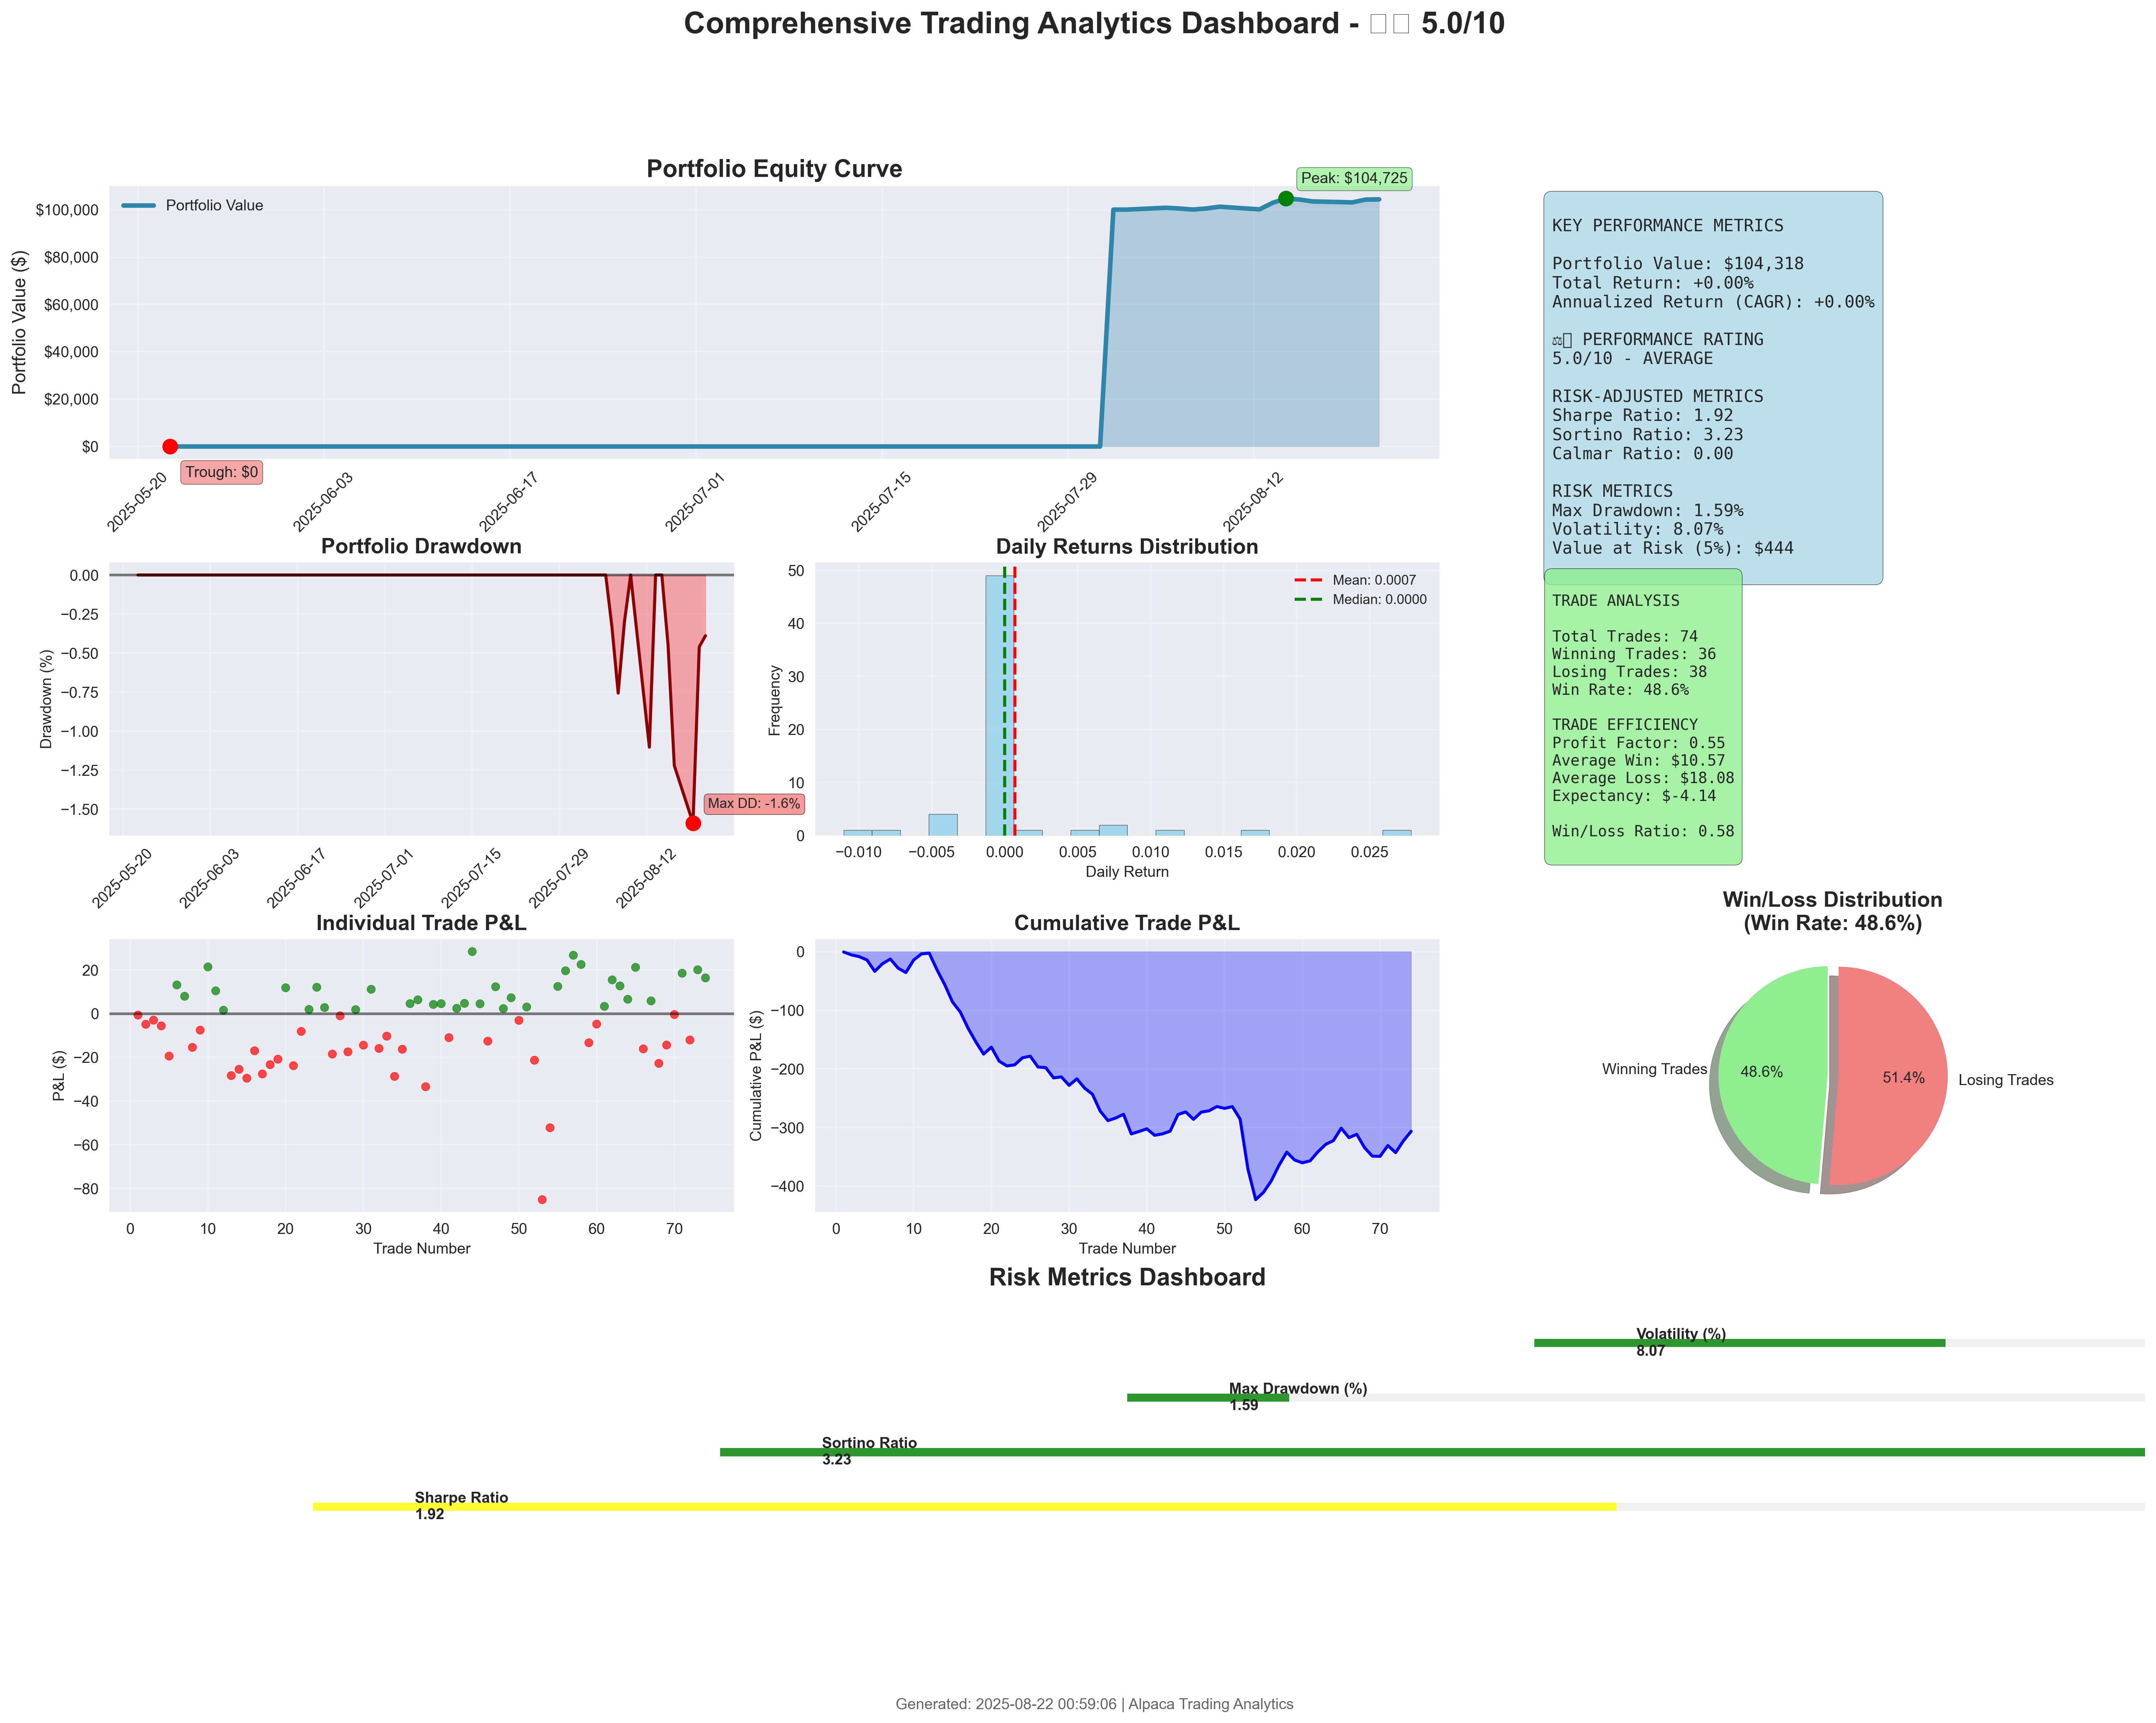 Comprehensive Trading Analytics Dashboard - □□ 5.0/10
Portfolio Equity Curve
Portfolio Value
Peak: $104,725
Trough: $0
Portfolio Value ($)
$100,000
$80,000
$60,000
$40,000
$20,000
$0
2025-05-20
2025-06-03
2025-06-17
2025-07-01
2025-07-15
2025-07-29
2025-08-12
KEY PERFORMANCE METRICS
Portfolio Value: $104,318
Total Return: +0.00%
Annualized Return (CAGR): +0.00%
⚖□ PERFORMANCE RATING
5.0/10 - AVERAGE
RISK-ADJUSTED METRICS
Sharpe Ratio: 1.92
Sortino Ratio: 3.23
Calmar Ratio: 0.00
RISK METRICS
Max Drawdown: 1.59%
Volatility: 8.07%
Value at Risk (5%): $444
Portfolio Drawdown
Drawdown (%)
0.00
−0.25
−0.50
−0.75
−1.00
−1.25
−1.50
Max DD: -1.6%
2025-05-20
2025-06-03
2025-06-17
2025-07-01
2025-07-15
2025-07-29
2025-08-12
Daily Returns Distribution
Mean: 0.0007
Median: 0.0000
Frequency
50
40
30
20
10
0
−0.010
−0.005
0.000
0.005
0.010
0.015
0.020
0.025
Daily Return
TRADE ANALYSIS
Total Trades: 74
Winning Trades: 36
Losing Trades: 38
Win Rate: 48.6%
TRADE EFFICIENCY
Profit Factor: 0.55
Average Win: $10.57
Average Loss: $18.08
Expectancy: $-4.14
Win/Loss Ratio: 0.58
Individual Trade P&L
P&L ($)
20
0
−20
−40
−60
−80
0
10
20
30
40
50
60
70
Trade Number
Cumulative Trade P&L
Cumulative P&L ($)
0
−100
−200
−300
−400
0
10
20
30
40
50
60
70
Trade Number
Win/Loss Distribution
(Win Rate: 48.6%)
Winning Trades
48.6%
51.4%
Losing Trades
Risk Metrics Dashboard
Volatility (%)
8.07
Max Drawdown (%)
1.59
Sortino Ratio
3.23
Sharpe Ratio
1.92
Generated: 2025-08-22 00:59:06 | Alpaca Trading Analytics